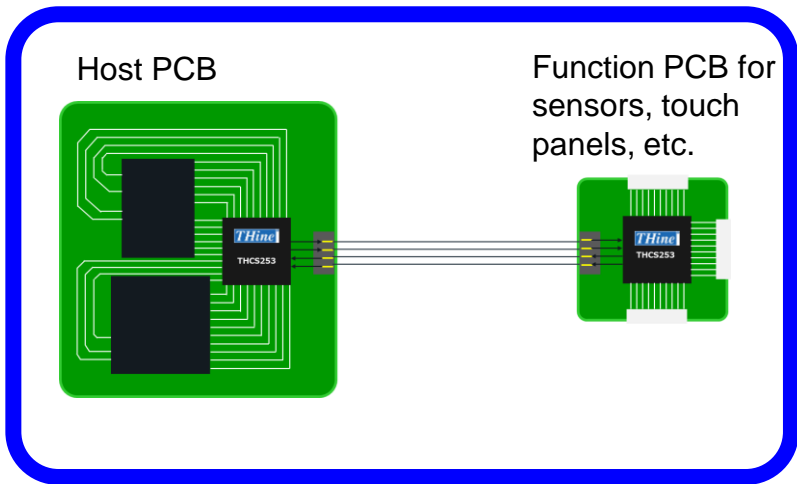 Host PCB
Function PCB for
sensors, touch
panels, etc.
THine
THCS253
THine
THCS253